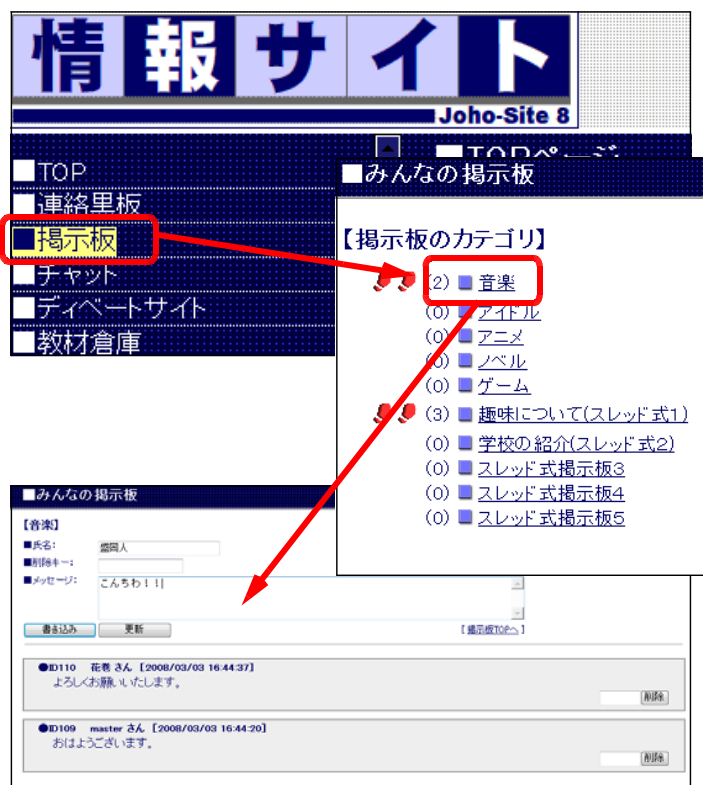 情報サイト
Joho-Site 8
■TOP
■連絡黒板
■掲示板
■チャット
■ディベートサイト
■教材倉庫
■TOPページ
■みんなの掲示板
【掲示板のカテゴリ】
(2) ■ 音楽
(0) ■ アイドル
(0) ■ アニメ
(0) ■ ノベル
(0) ■ ゲーム
(3) ■ 趣味について(スレッド式1)
(0) ■ 学校の紹介(スレッド式2)
(0) ■ スレッド式掲示板3
(0) ■ スレッド式掲示板4
(0) ■ スレッド式掲示板5
■みんなの掲示板
【音楽】
■氏名: 盛岡人
■削除キー:
■メッセージ: こんちわ！！
書き込み 更新 [ 掲示板TOPへ ]
●ID110 花巻 さん [2008/03/03 16:44:37]
よろしくお願いいたします。
削除
●ID109 master さん [2008/03/03 16:44:20]
おはようございます。
削除